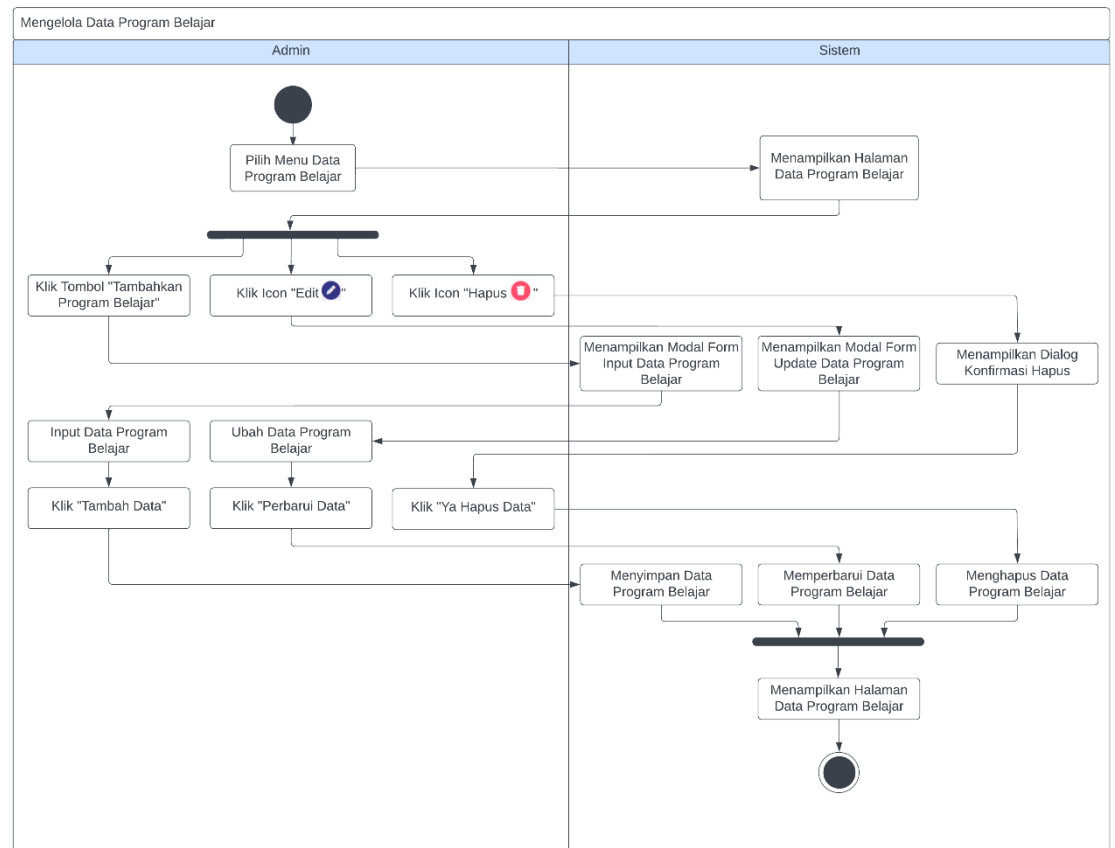 Mengelola Data Program Belajar
Admin
Sistem
Pilih Menu Data
Program Belajar
Menampilkan Halaman
Data Program Belajar
Klik Tombol "Tambahkan
Program Belajar"
Klik Icon "Edit "
Klik Icon "Hapus "
Menampilkan Modal Form
Input Data Program
Belajar
Menampilkan Modal Form
Update Data Program
Belajar
Menampilkan Dialog
Konfirmasi Hapus
Input Data Program
Belajar
Ubah Data Program
Belajar
Klik "Tambah Data"
Klik "Perbarui Data"
Klik "Ya Hapus Data"
Menyimpan Data
Program Belajar
Memperbarui Data
Program Belajar
Menghapus Data
Program Belajar
Menampilkan Halaman
Data Program Belajar